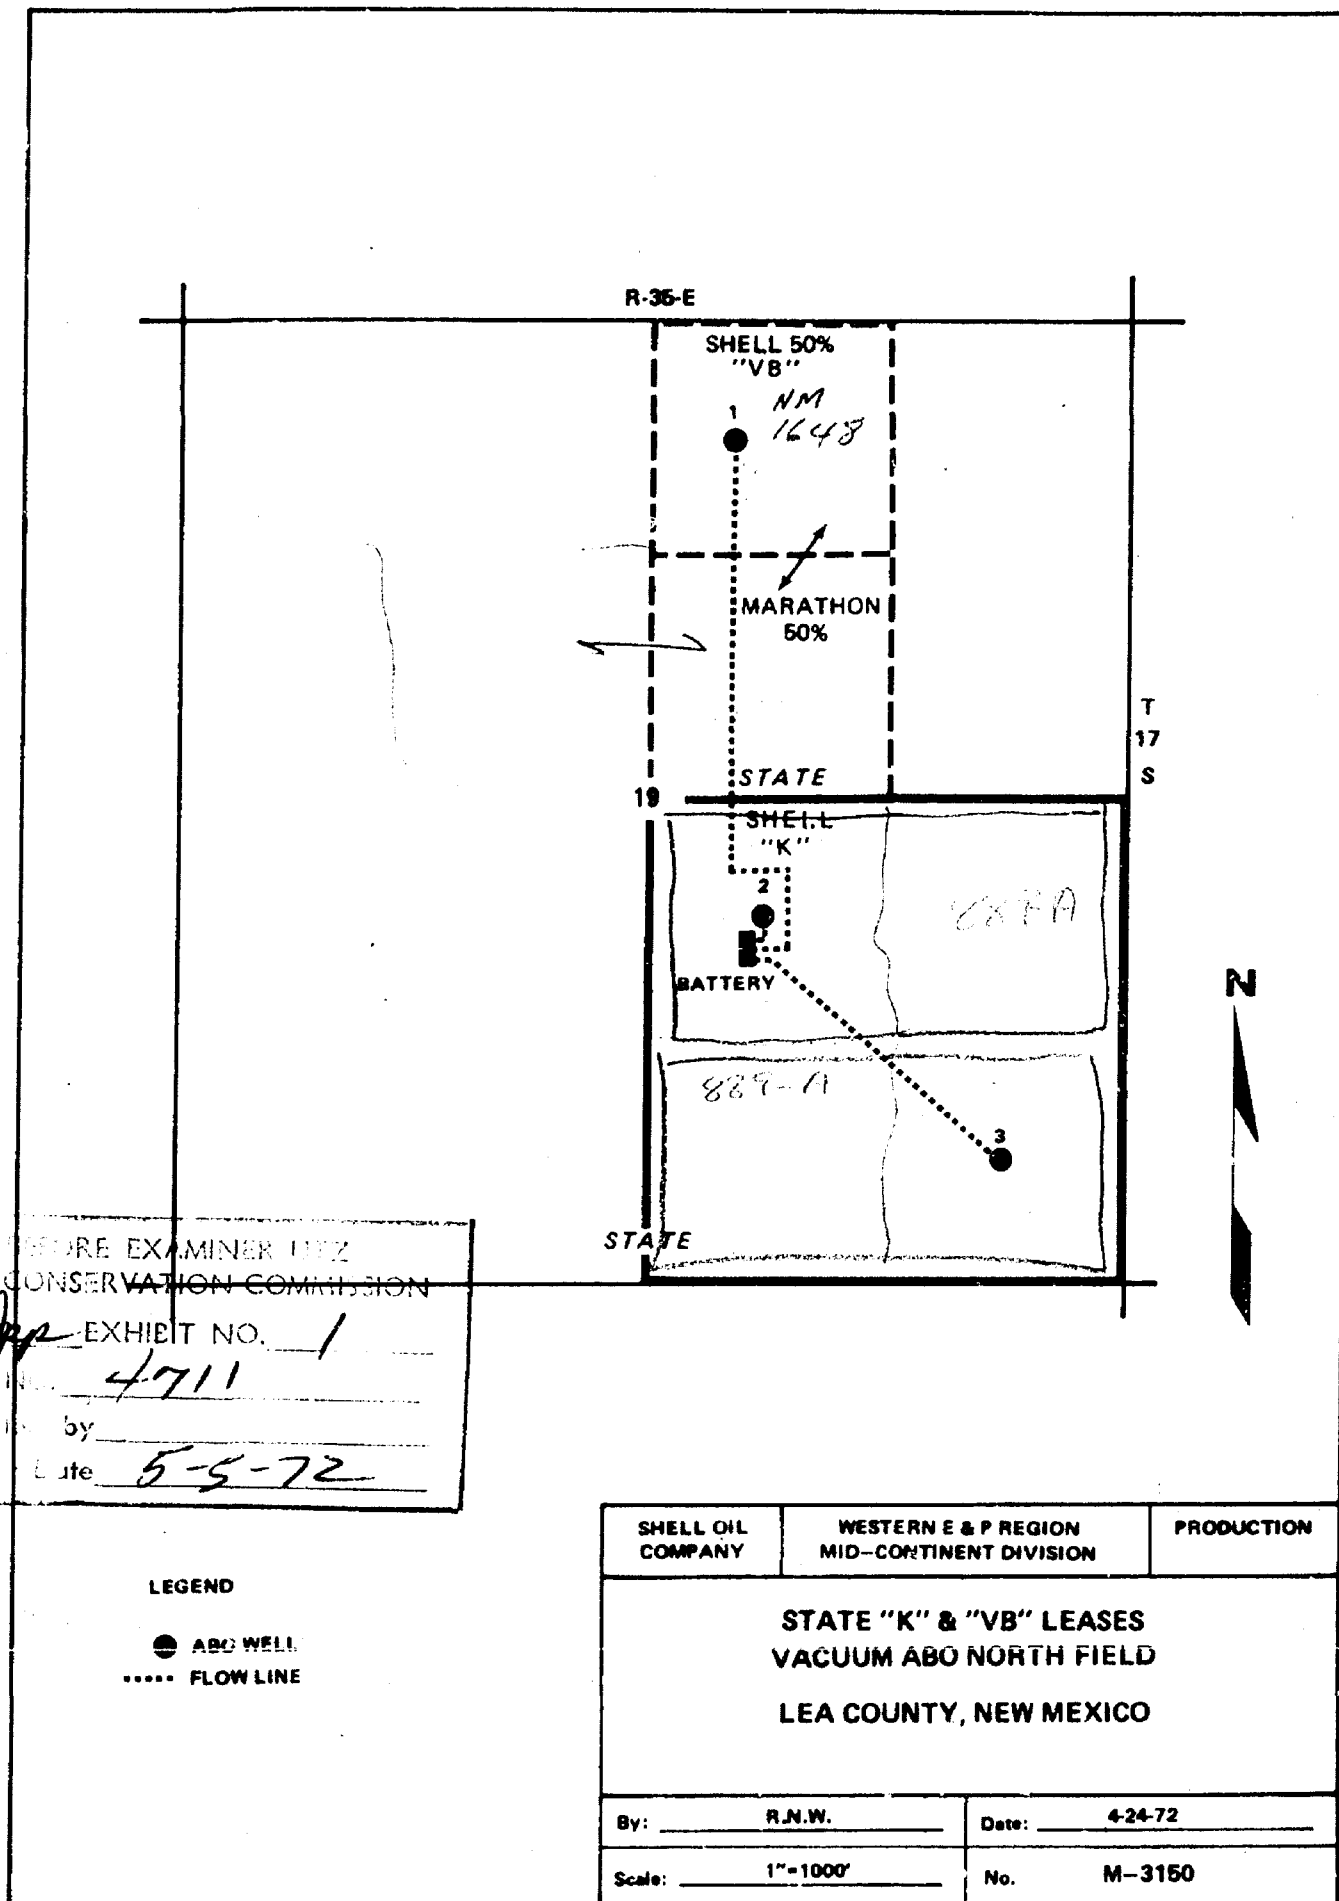 R-35-E
SHELL 50%
"VB"
NM
1
1648
MARATHON
50%
T
17
S
STATE
19
SHELL
"K"
2
BATTERY
N
889-A
3
STATE
EXAMINER
CONSERVATION COMMISSION
EXHIBIT NO. 1
4711
by
5-5-72
LEGEND
ABO WELL
FLOW LINE
SHELL OIL
COMPANY
WESTERN E & P REGION
MID-CONTINENT DIVISION
PRODUCTION
STATE "K" & "VB" LEASES
VACUUM ABO NORTH FIELD
LEA COUNTY, NEW MEXICO
By: R.N.W.
Date: 4-24-72
Scale: 1"=1000'
No. M-3150